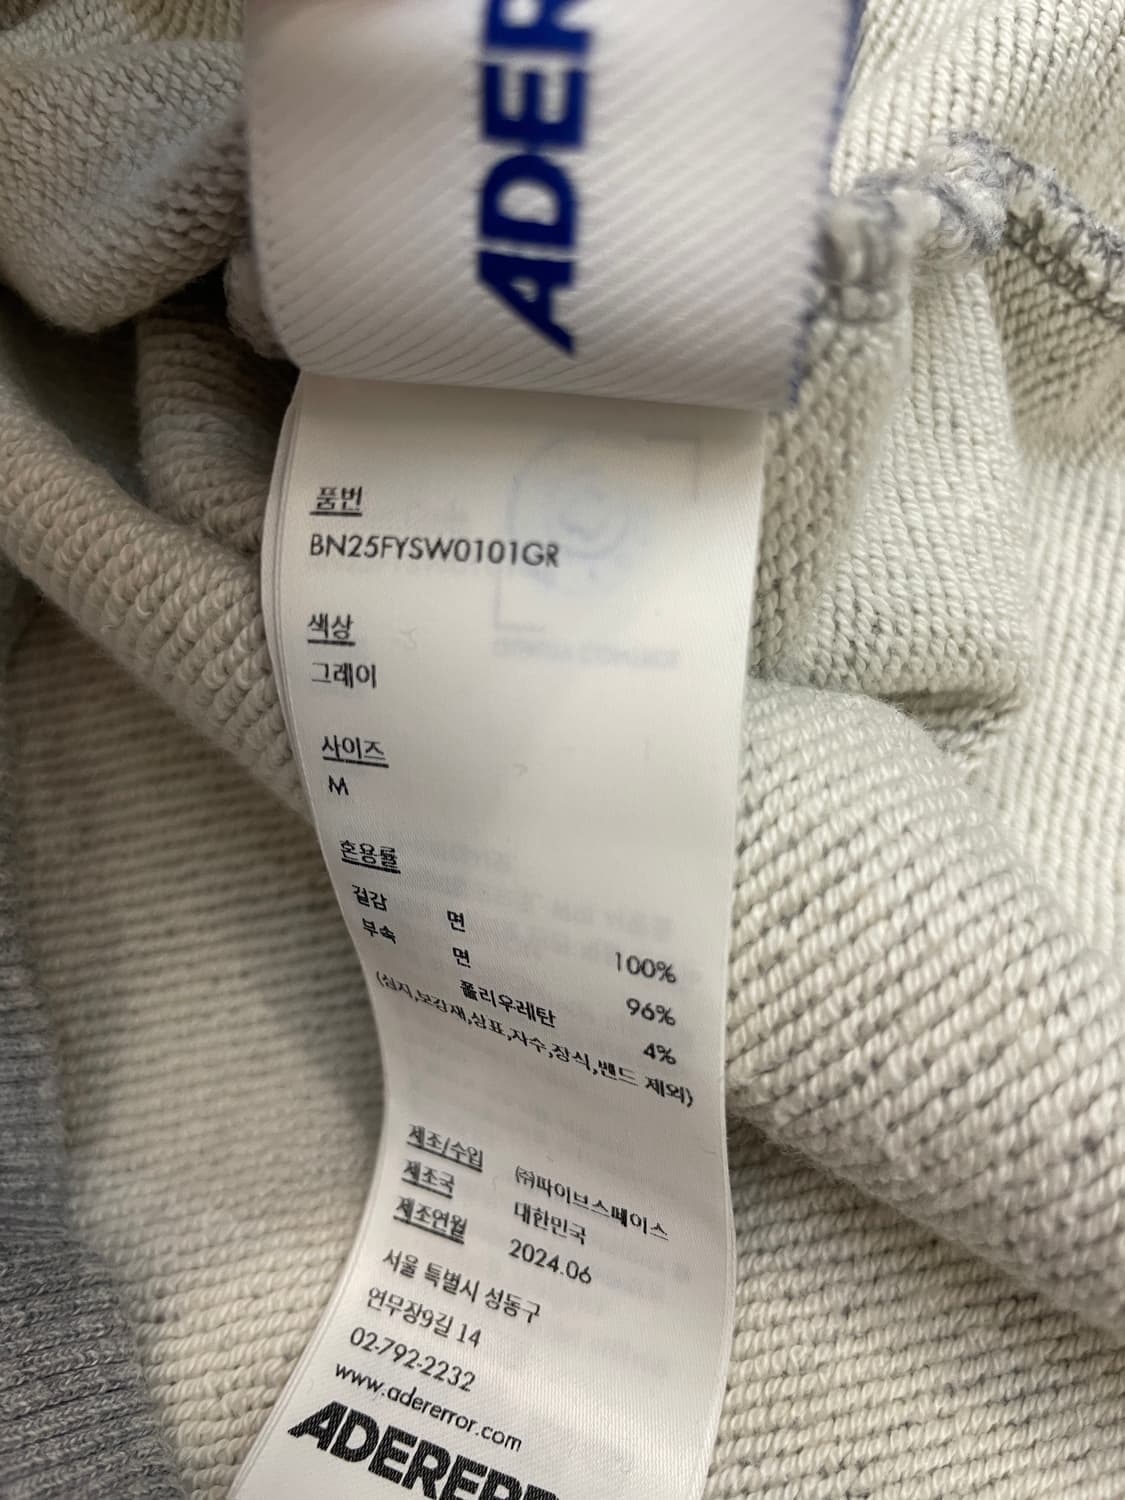 ADER
품번
BN25FYSW0101GR
색상
그레이
사이즈
M
혼용률
겉감 면 100%
부속 면 96%
폴리우레탄 4%
(심지,보강재,상표,자수,장식,밴드 제외)
제조/수입 ㈜파이브스페이스
제조국 대한민국
제조연월 2024.06
서울 특별시 성동구
연무장9길 14
02-792-2232
www.adererror.com
ADERERR